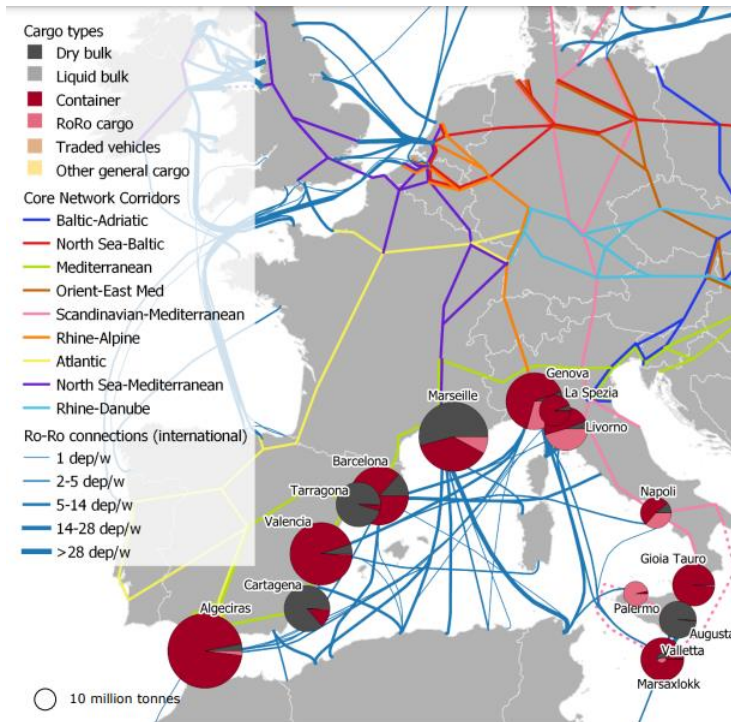 Cargo types
Dry bulk
Liquid bulk
Container
RoRo cargo
Traded vehicles
Other general cargo
Core Network Corridors
Baltic-Adriatic
North Sea-Baltic
Mediterranean
Orient-East Med
Scandinavian-Mediterranean
Rhine-Alpine
Atlantic
North Sea-Mediterranean
Rhine-Danube
Ro-Ro connections (international)
1 dep/w
2-5 dep/w
5-14 dep/w
14-28 dep/w
>28 dep/w
10 million tonnes
Genova
La Spezia
Marseille
Livorno
Barcelona
Tarragona
Napoli
Valencia
Gioia Tauro
Cartagena
Palermo
Algeciras
Augusta
Valletta
Marsaxlokk